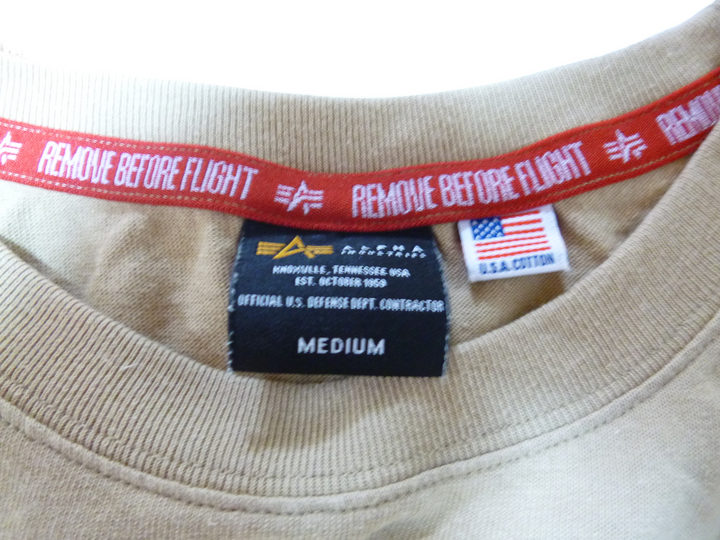 REMOVE BEFORE FLIGHT
REMOVE BEFORE FLIGHT
REMOVE BEFORE
ALPHA
INDUSTRIES
KNOXVILLE, TENNESSEE USA
EST. OCTOBER 1959
OFFICIAL U.S. DEFENSE DEPT. CONTRACTOR
MEDIUM
U.S.A. COTTON